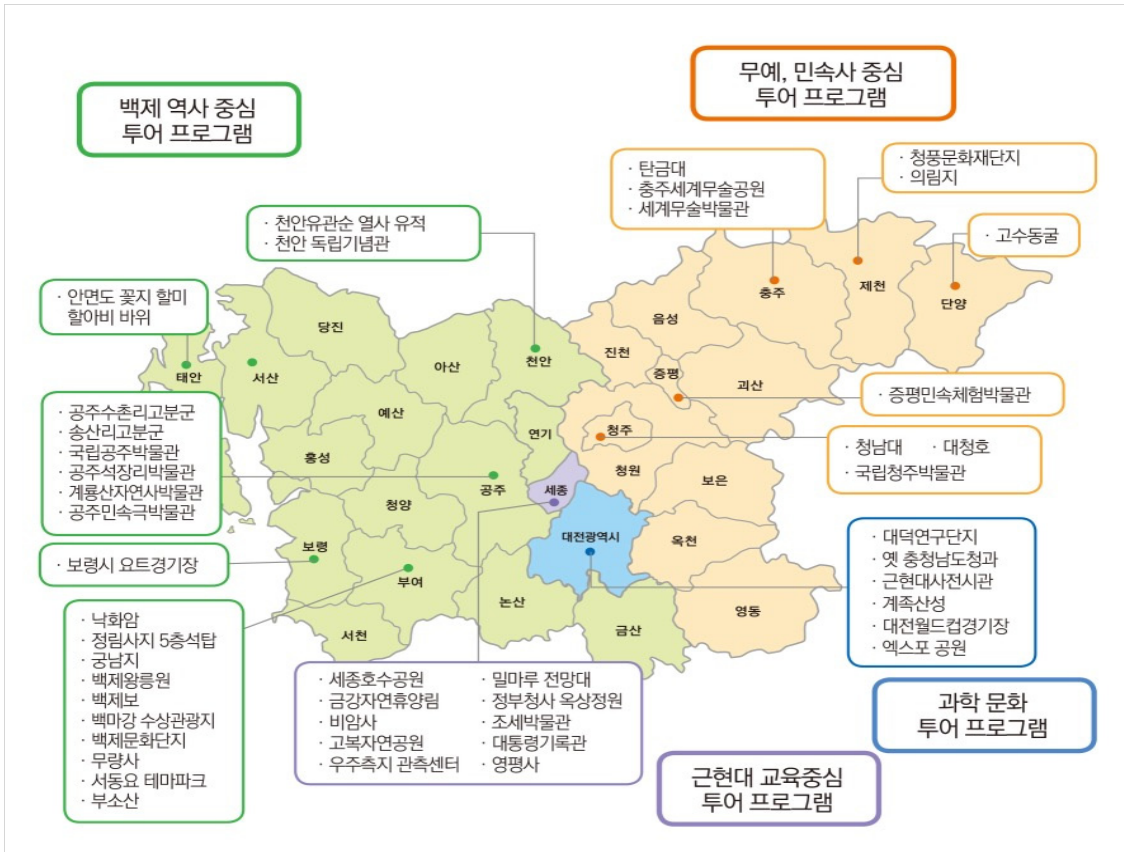 무예, 민속사 중심
투어 프로그램
백제 역사 중심
투어 프로그램
· 탄금대
· 충주세계무술공원
· 세계무술박물관
· 청풍문화재단지
· 의림지
· 천안유관순 열사 유적
· 천안 독립기념관
· 고수동굴
· 안면도 꽃지 할미
할아비 바위
당진
아산
천안
태안
서산
예산
홍성
연기
공주
청양
보령
부여
서천
논산
금산
세종
대전광역시
음성
진천
증평
충주
제천
단양
괴산
청주
청원
보은
옥천
영동
· 공주수촌리고분군
· 송산리고분군
· 국립공주박물관
· 공주석장리박물관
· 계룡산자연사박물관
· 공주민속극박물관
· 증평민속체험박물관
· 청남대 · 대청호
· 국립청주박물관
· 보령시 요트경기장
· 대덕연구단지
· 옛 충청남도청과
· 근현대사전시관
· 계족산성
· 대전월드컵경기장
· 엑스포 공원
· 낙화암
· 정림사지 5층석탑
· 궁남지
· 백제왕릉원
· 백제보
· 백마강 수상관광지
· 백제문화단지
· 무량사
· 서동요 테마파크
· 부소산
· 세종호수공원
· 금강자연휴양림
· 비암사
· 고복자연공원
· 우주측지 관측센터
· 밀마루 전망대
· 정부청사 옥상정원
· 조세박물관
· 대통령기록관
· 영평사
과학 문화
투어 프로그램
근현대 교육중심
투어 프로그램